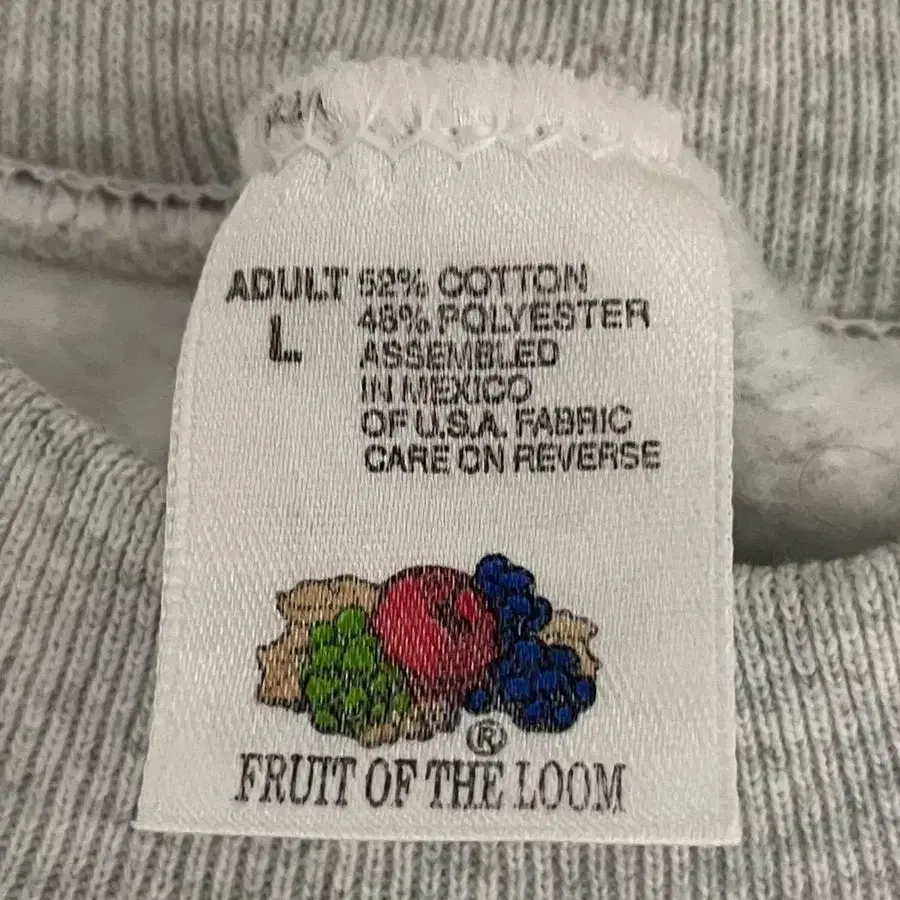 ADULT
L
52% COTTON
48% POLYESTER
ASSEMBLED
IN MEXICO
OF U.S.A. FABRIC
CARE ON REVERSE
®
FRUIT OF THE LOOM